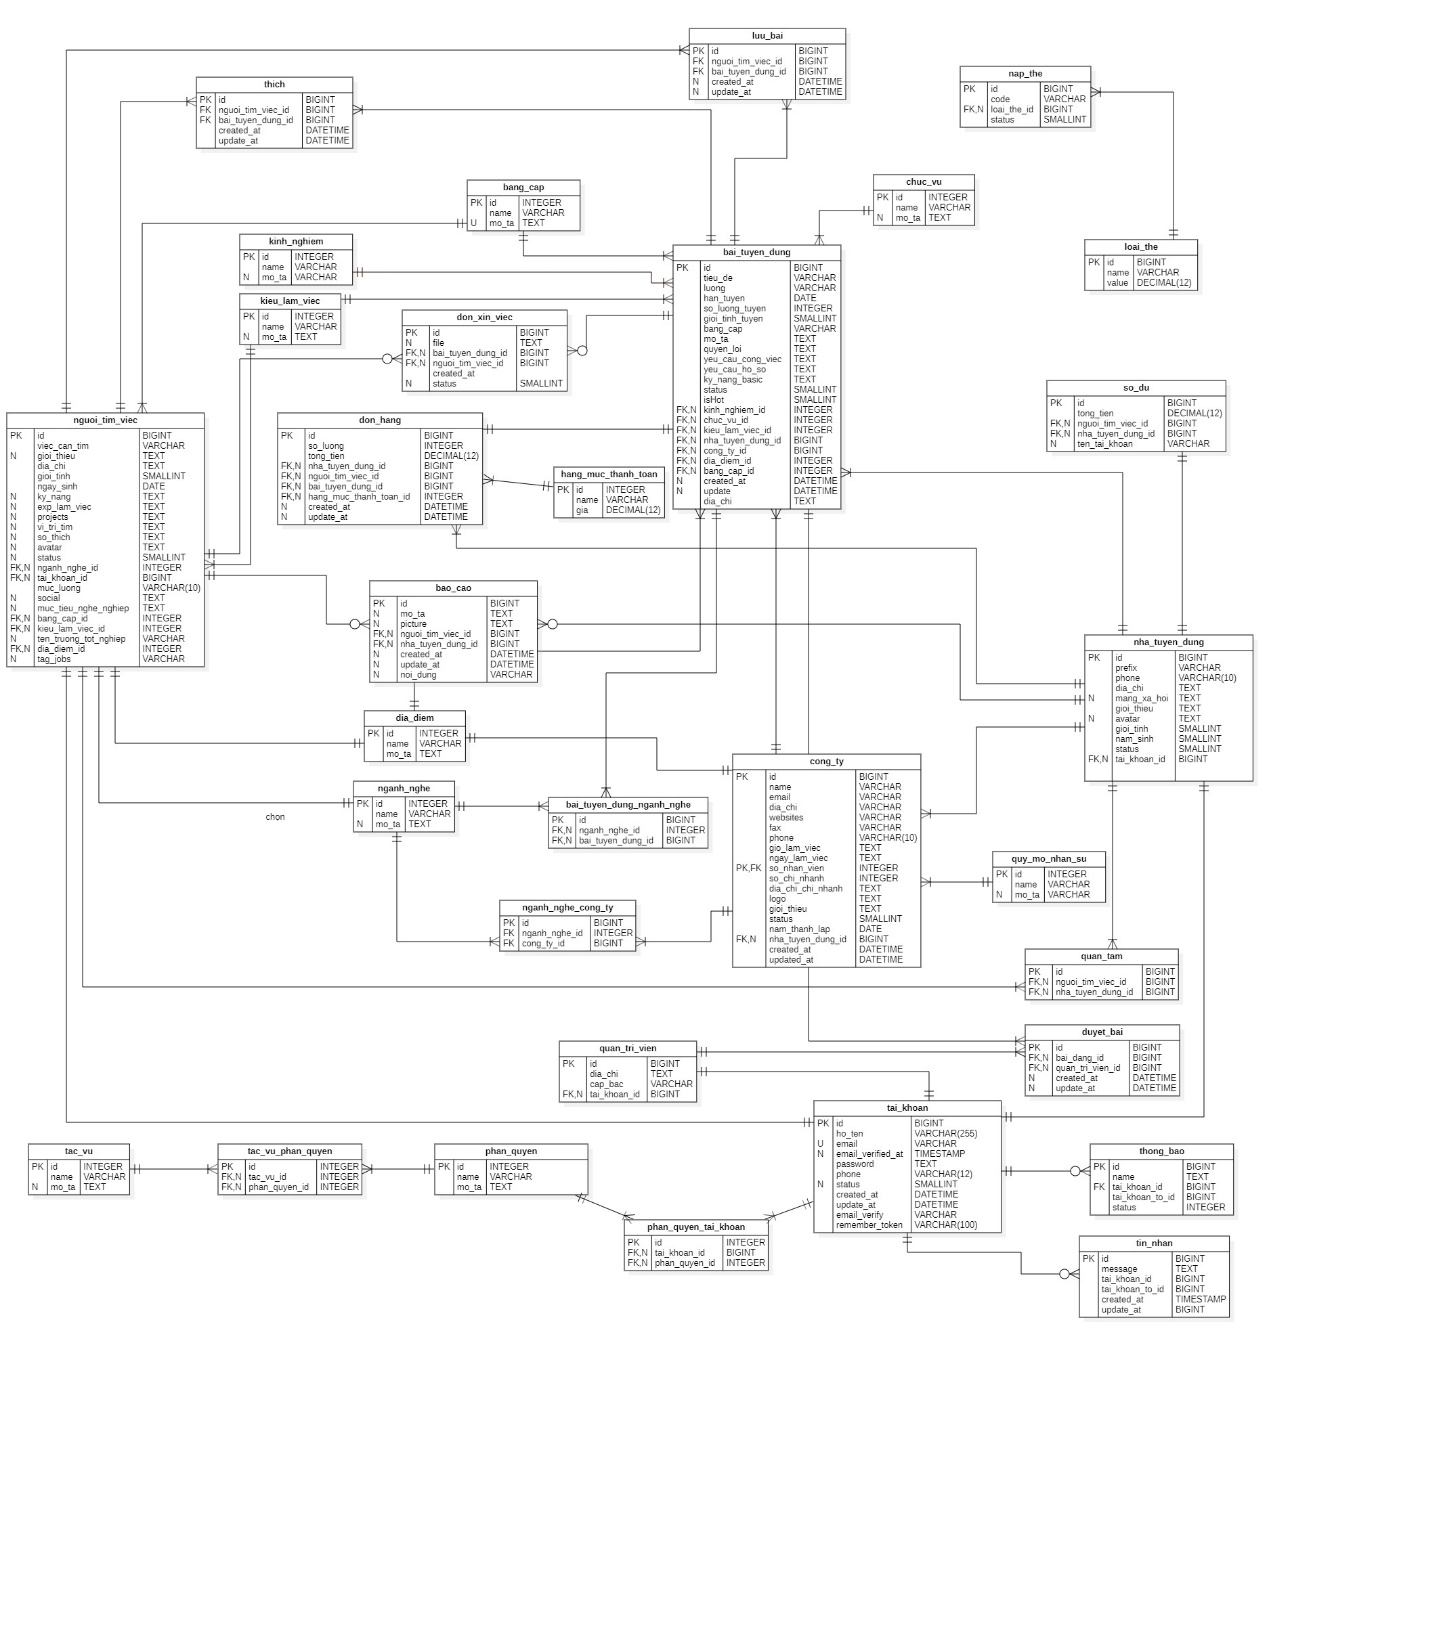 luu_bai
PK id BIGINT
FK nguoi_tim_viec_id BIGINT
FK bai_tuyen_dung_id BIGINT
N created_at DATETIME
N update_at DATETIME
nap_the
PK id BIGINT
code VARCHAR
FK,N loai_the_id BIGINT
status SMALLINT
thich
PK id BIGINT
FK nguoi_tim_viec_id BIGINT
FK bai_tuyen_dung_id BIGINT
created_at DATETIME
update_at DATETIME
bang_cap
PK id INTEGER
name VARCHAR
U mo_ta TEXT
chuc_vu
PK id INTEGER
name VARCHAR
N mo_ta TEXT
kinh_nghiem
PK id INTEGER
name VARCHAR
N mo_ta VARCHAR
loai_the
PK id BIGINT
name VARCHAR
value DECIMAL(12)
bai_tuyen_dung
PK id BIGINT
tieu_de VARCHAR
luong VARCHAR
han_tuyen DATE
so_luong_tuyen INTEGER
gioi_tinh_tuyen SMALLINT
bang_cap VARCHAR
mo_ta TEXT
quyen_loi TEXT
yeu_cau_cong_viec TEXT
yeu_cau_ho_so TEXT
ky_nang_basic TEXT
status SMALLINT
isHot SMALLINT
FK,N kinh_nghiem_id INTEGER
FK,N chuc_vu_id INTEGER
FK,N kieu_lam_viec_id INTEGER
FK,N nha_tuyen_dung_id BIGINT
FK,N cong_ty_id BIGINT
FK,N dia_diem_id INTEGER
FK,N bang_cap_id INTEGER
N created_at DATETIME
N update DATETIME
dia_chi TEXT
kieu_lam_viec
PK id INTEGER
name VARCHAR
N mo_ta TEXT
don_xin_viec
PK id BIGINT
N file TEXT
FK,N bai_tuyen_dung_id BIGINT
FK,N nguoi_tim_viec_id BIGINT
created_at
N status SMALLINT
so_du
PK id BIGINT
tong_tien DECIMAL(12)
FK,N nguoi_tim_viec_id BIGINT
FK,N nha_tuyen_dung_id BIGINT
N ten_tai_khoan VARCHAR
nguoi_tim_viec
PK id BIGINT
viec_can_tim VARCHAR
N gioi_thieu TEXT
dia_chi TEXT
gioi_tinh SMALLINT
ngay_sinh DATE
N ky_nang TEXT
N exp_lam_viec TEXT
N projects TEXT
N vi_tri_tim TEXT
N so_thich TEXT
N avatar TEXT
N status SMALLINT
FK,N nganh_nghe_id INTEGER
FK,N tai_khoan_id BIGINT
muc_luong VARCHAR(10)
N social TEXT
N muc_tieu_nghe_nghiep TEXT
FK,N bang_cap_id INTEGER
FK,N kieu_lam_viec_id INTEGER
N ten_truong_tot_nghiep VARCHAR
FK,N dia_diem_id INTEGER
N tag_jobs VARCHAR
don_hang
PK id BIGINT
so_luong INTEGER
tong_tien DECIMAL(12)
FK,N nha_tuyen_dung_id BIGINT
FK,N nguoi_tim_viec_id BIGINT
FK,N bai_tuyen_dung_id BIGINT
FK,N hang_muc_thanh_toan_id INTEGER
N created_at DATETIME
N update_at DATETIME
hang_muc_thanh_toan
PK id INTEGER
name VARCHAR
gia DECIMAL(12)
bao_cao
PK id BIGINT
N mo_ta TEXT
N picture TEXT
FK,N nguoi_tim_viec_id BIGINT
FK,N nha_tuyen_dung_id BIGINT
N created_at DATETIME
N update_at DATETIME
N noi_dung VARCHAR
nha_tuyen_dung
PK id BIGINT
prefix VARCHAR
phone VARCHAR(10)
dia_chi TEXT
N mang_xa_hoi TEXT
gioi_thieu TEXT
N avatar TEXT
gioi_tinh SMALLINT
nam_sinh SMALLINT
status SMALLINT
FK,N tai_khoan_id BIGINT
dia_diem
PK id INTEGER
name VARCHAR
mo_ta TEXT
cong_ty
PK id BIGINT
name VARCHAR
email VARCHAR
dia_chi VARCHAR
websites VARCHAR
fax VARCHAR
phone VARCHAR(10)
gio_lam_viec TEXT
ngay_lam_viec TEXT
PK,FK so_nhan_vien INTEGER
so_chi_nhanh INTEGER
dia_chi_chi_nhanh TEXT
logo TEXT
gioi_thieu TEXT
status SMALLINT
nam_thanh_lap DATE
FK,N nha_tuyen_dung_id BIGINT
created_at DATETIME
updated_at DATETIME
nganh_nghe
PK id INTEGER
name VARCHAR
N mo_ta TEXT
chon
bai_tuyen_dung_nganh_nghe
PK id BIGINT
FK,N nganh_nghe_id INTEGER
FK,N bai_tuyen_dung_id BIGINT
quy_mo_nhan_su
PK id INTEGER
name VARCHAR
N mo_ta VARCHAR
nganh_nghe_cong_ty
PK id BIGINT
FK nganh_nghe_id INTEGER
FK cong_ty_id BIGINT
quan_tam
PK id BIGINT
FK,N nguoi_tim_viec_id BIGINT
FK,N nha_tuyen_dung_id BIGINT
duyet_bai
PK id BIGINT
FK,N bai_dang_id BIGINT
FK,N quan_tri_vien_id BIGINT
N created_at DATETIME
N update_at DATETIME
quan_tri_vien
PK id BIGINT
dia_chi TEXT
cap_bac VARCHAR
FK,N tai_khoan_id BIGINT
tai_khoan
PK id BIGINT
ho_ten VARCHAR(255)
U email VARCHAR
N email_verified_at TIMESTAMP
password TEXT
phone VARCHAR(12)
N status SMALLINT
created_at DATETIME
update_at DATETIME
email_verify VARCHAR
remember_token VARCHAR(100)
tac_vu
PK id INTEGER
name VARCHAR
N mo_ta TEXT
tac_vu_phan_quyen
PK id INTEGER
FK,N tac_vu_id INTEGER
FK,N phan_quyen_id INTEGER
phan_quyen
PK id INTEGER
name VARCHAR
mo_ta TEXT
thong_bao
PK id BIGINT
name TEXT
FK tai_khoan_id BIGINT
tai_khoan_to_id BIGINT
status INTEGER
phan_quyen_tai_khoan
PK id INTEGER
FK,N tai_khoan_id BIGINT
FK,N phan_quyen_id INTEGER
tin_nhan
PK id BIGINT
message TEXT
tai_khoan_id BIGINT
tai_khoan_to_id BIGINT
created_at TIMESTAMP
update_at BIGINT